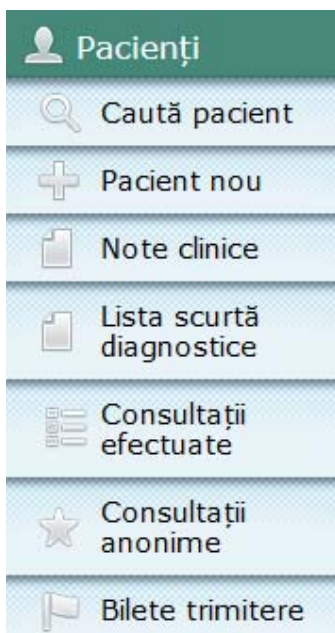 Pacienți
Caută pacient
Pacient nou
Note clinice
Lista scurtă
diagnostice
Consultații
efectuate
Consultații
anonime
Bilete trimitere